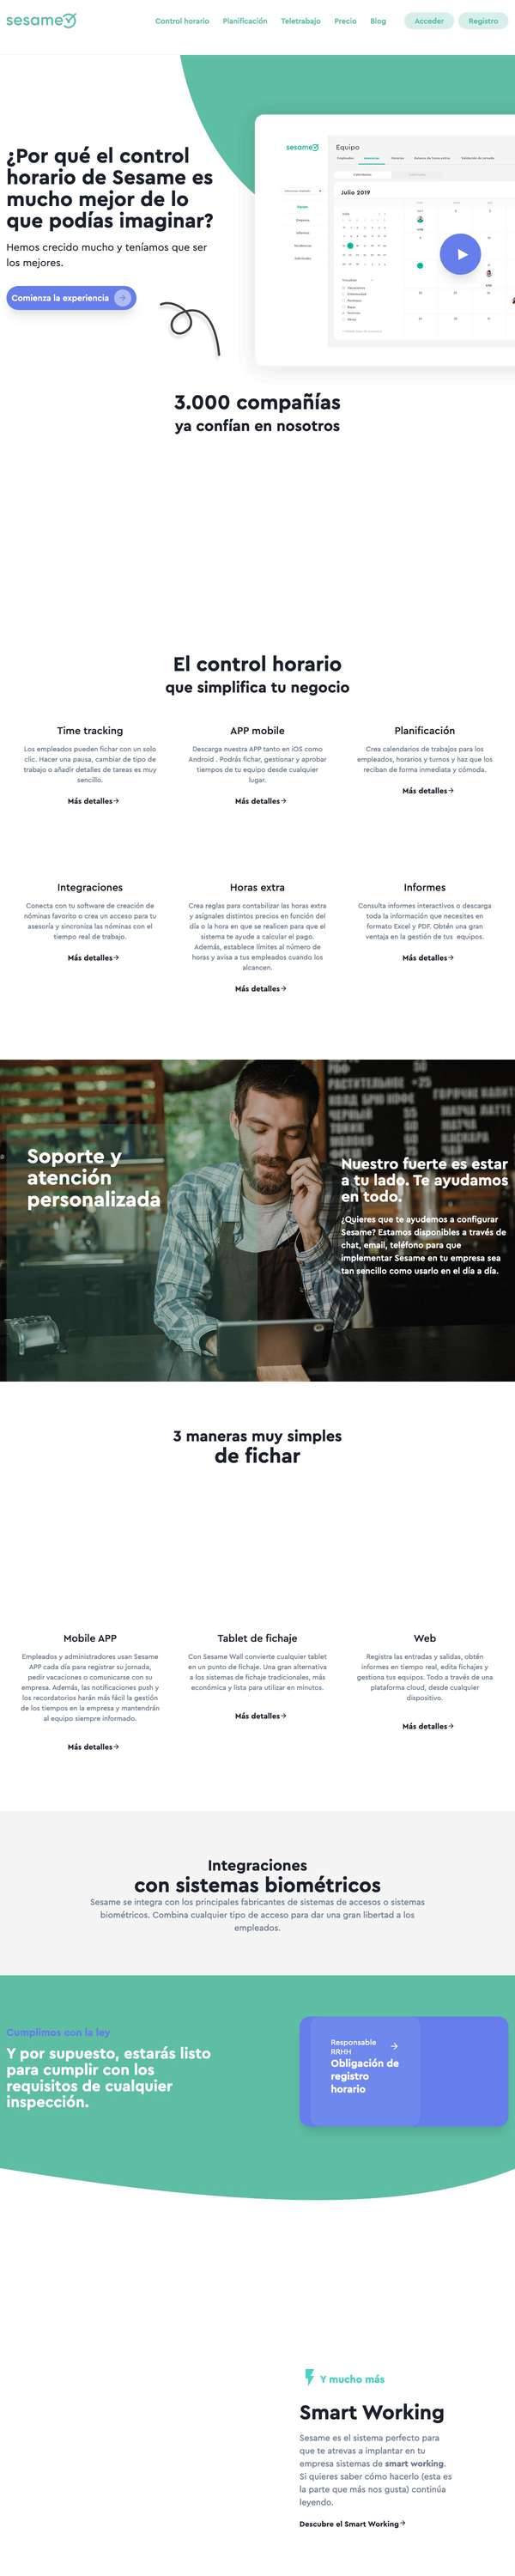 sesame
Control horario Planificación Teletrabajo Precio Blog Acceder Registro
¿Por qué el control
horario de Sesame es
mucho mejor de lo
que podías imaginar?
Hemos crecido mucho y teníamos que ser
los mejores.
Comienza la experiencia
sesame
Equipo
Julio 2019
3.000 compañías
ya confían en nosotros
El control horario
que simplifica tu negocio
Time tracking
Los empleados pueden fichar con un solo
clic. Hacer una pausa, cambiar de tipo de
trabajo o añadir detalles de tareas es muy
sencillo.
Más detalles
APP mobile
Descarga nuestra APP tanto en iOS como
Android . Podrás fichar, gestionar y aprobar
tiempos de tu equipo desde cualquier
lugar.
Más detalles
Planificación
Crea calendarios de trabajos para los
empleados, horarios y turnos y haz que los
reciban de forma inmediata y cómoda.
Más detalles
Integraciones
Conecta con tu software de creación de
nóminas favorito o crea un acceso para tu
asesoría y sincroniza las nóminas con el
tiempo real de trabajo.
Más detalles
Horas extra
Crea reglas para contabilizar las horas extra
y asígnales distintos precios en función del
día o la hora en que se realicen para que el
sistema te ayude a calcular el pago.
Además, establece límites al número de
horas y avisa a tus empleados cuando los
alcancen.
Más detalles
Informes
Consulta informes interactivos o descarga
toda la información que necesites en
formato Excel y PDF. Obtén una gran
ventaja en la gestión de tus equipos.
Más detalles
Soporte y
atención
personalizada
Nuestro fuerte es estar
a tu lado. Te ayudamos
en todo.
¿Quieres que te ayudemos a configurar
Sesame? Estamos disponibles a través de
chat, email, teléfono para que
implementar Sesame en tu empresa sea
tan sencillo como usarlo en el día a día.
3 maneras muy simples
de fichar
Mobile APP
Empleados y administradores usan Sesame
APP cada día para registrar su jornada,
pedir vacaciones o comunicarse con su
empresa. Además, las notificaciones push y
los recordatorios harán más fácil la gestión
de los tiempos en la empresa y mantendrán
al equipo siempre informado.
Más detalles
Tablet de fichaje
Con Sesame Wall convierte cualquier tablet
en un punto de fichaje. Una gran alternativa
a los sistemas de fichaje tradicionales, más
económica y lista para utilizar en minutos.
Más detalles
Web
Registra las entradas y salidas, obtén
informes en tiempo real, edita fichajes y
gestiona tus equipos. Todo a través de una
plataforma cloud, desde cualquier
dispositivo.
Más detalles
Integraciones
con sistemas biométricos
Sesame se integra con los principales fabricantes de sistemas de accesos o sistemas
biométricos. Combina cualquier tipo de acceso para dar una gran libertad a los
empleados.
Cumplimos con la ley
Y por supuesto, estarás listo
para cumplir con los
requisitos de cualquier
inspección.
Responsable
RRHH
Obligación de
registro
horario
Y mucho más
Smart Working
Sesame es el sistema perfecto para
que te atrevas a implantar en tu
empresa sistemas de smart working.
Si quieres saber cómo hacerlo (esta es
la parte que más nos gusta) continúa
leyendo.
Descubre el Smart Working